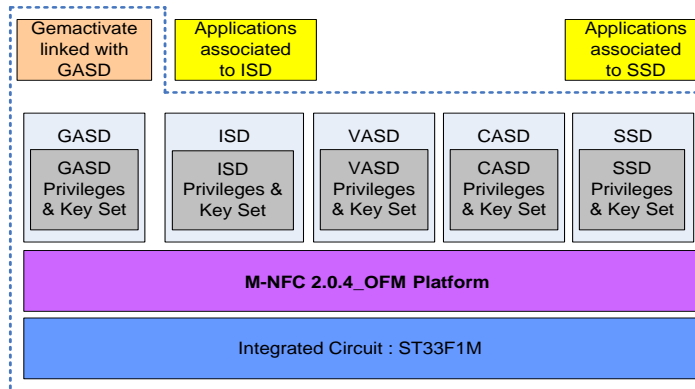 Gemactivate
linked with
GASD
Applications
associated
to ISD
Applications
associated
to SSD
GASD
GASD
Privileges
& Key Set
ISD
ISD
Privileges &
Key Set
VASD
VASD
Privileges
& Key Set
CASD
CASD
Privileges
& Key Set
SSD
SSD
Privileges
& Key Set
M-NFC 2.0.4_OFM Platform
Integrated Circuit : ST33F1M